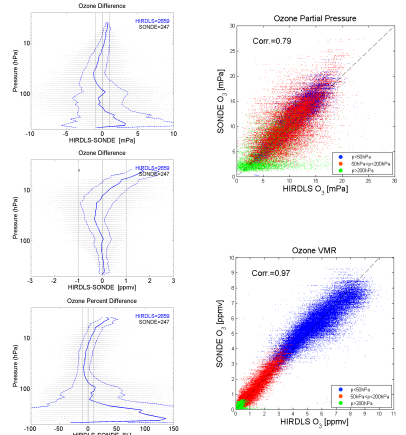 Ozone Difference
HIRDLS=2659
SONDE=247
Pressure (hPa)
10
100
-10
-5
0
5
10
HIRDLS-SONDE [mPa]
Ozone Difference
HIRDLS=2659
SONDE=247
Pressure (hPa)
10
100
-3
-2
-1
0
1
2
3
HIRDLS-SONDE [ppmv]
Ozone Percent Difference
HIRDLS=2659
SONDE=247
Pressure (hPa)
10
100
-100
-50
0
50
100
150
HIRDLS-SONDE [%]
Ozone Partial Pressure
Corr.=0.79
SONDE O3 [mPa]
30
25
20
15
10
5
0
p<50hPa
50hPa<p<200hPa
p>200hPa
0
5
10
15
20
25
30
HIRDLS O3 [mPa]
Ozone VMR
Corr.=0.97
SONDE O3 [ppmv]
10
9
8
7
6
5
4
3
2
1
0
p<50hPa
50hPa<p<200hPa
p>200hPa
0
1
2
3
4
5
6
7
8
9
10
11
HIRDLS O3 [ppmv]